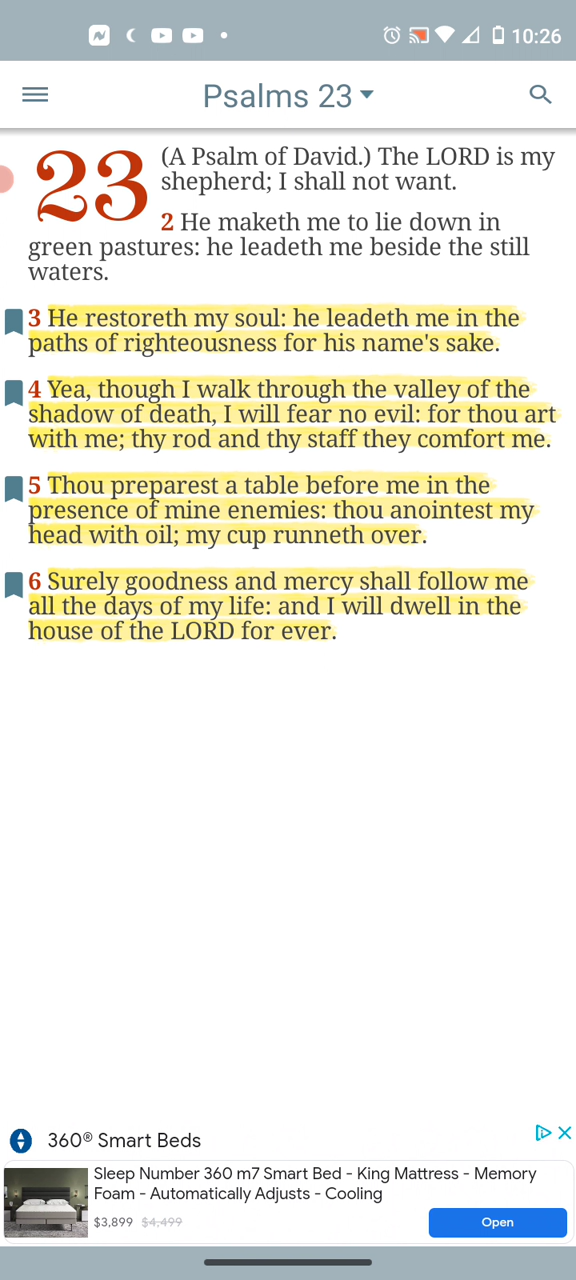 10:26
Psalms 23
23 (A Psalm of David.) The LORD is my
shepherd; I shall not want.
2 He maketh me to lie down in
green pastures: he leadeth me beside the still
waters.
3 He restoreth my soul: he leadeth me in the
paths of righteousness for his name's sake.
4 Yea, though I walk through the valley of the
shadow of death, I will fear no evil: for thou art
with me; thy rod and thy staff they comfort me.
5 Thou preparest a table before me in the
presence of mine enemies: thou anointest my
head with oil; my cup runneth over.
6 Surely goodness and mercy shall follow me
all the days of my life: and I will dwell in the
house of the LORD for ever.
360® Smart Beds
Sleep Number 360 m7 Smart Bed - King Mattress - Memory
Foam - Automatically Adjusts - Cooling
$3,899 $4,499
Open